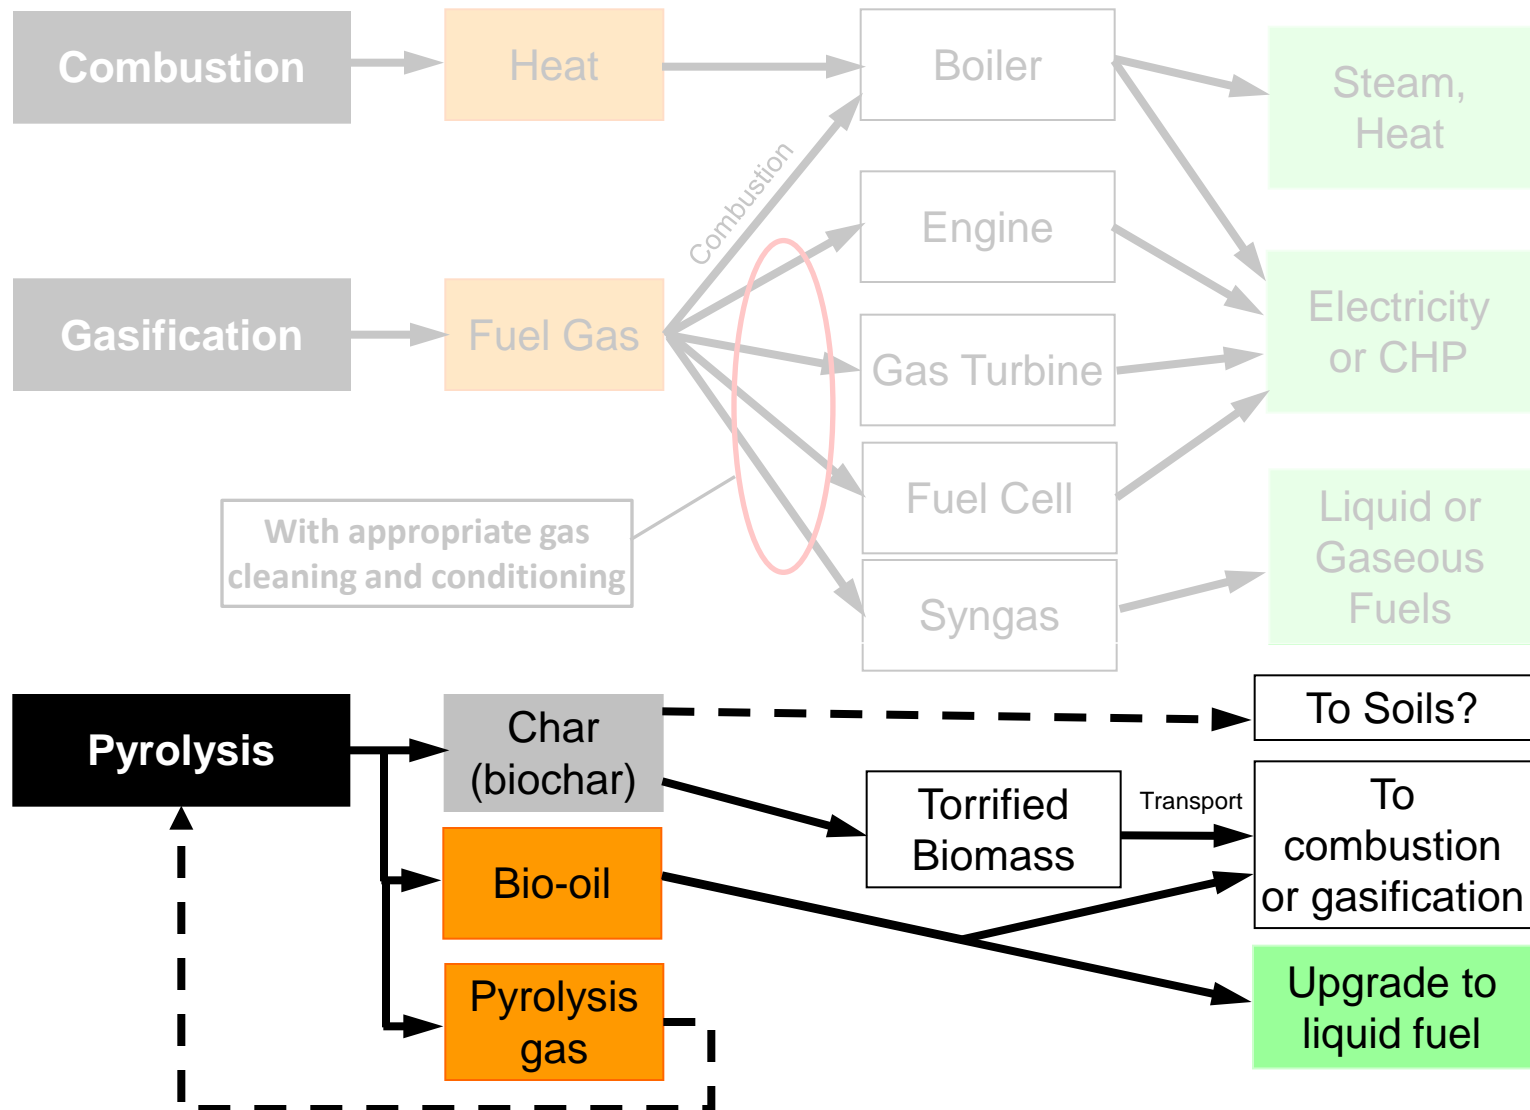 Combustion
Heat
Boiler
Steam,
Heat
Combustion
Engine
Gasification
Fuel Gas
Gas Turbine
Electricity
or CHP
With appropriate gas
cleaning and conditioning
Fuel Cell
Syngas
Liquid or
Gaseous
Fuels
Pyrolysis
Char
(biochar)
To Soils?
Torrified
Biomass
Transport
To
combustion
or gasification
Bio-oil
Pyrolysis
gas
Upgrade to
liquid fuel